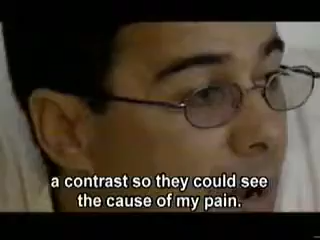 a contrast so they could see
the cause of my pain.